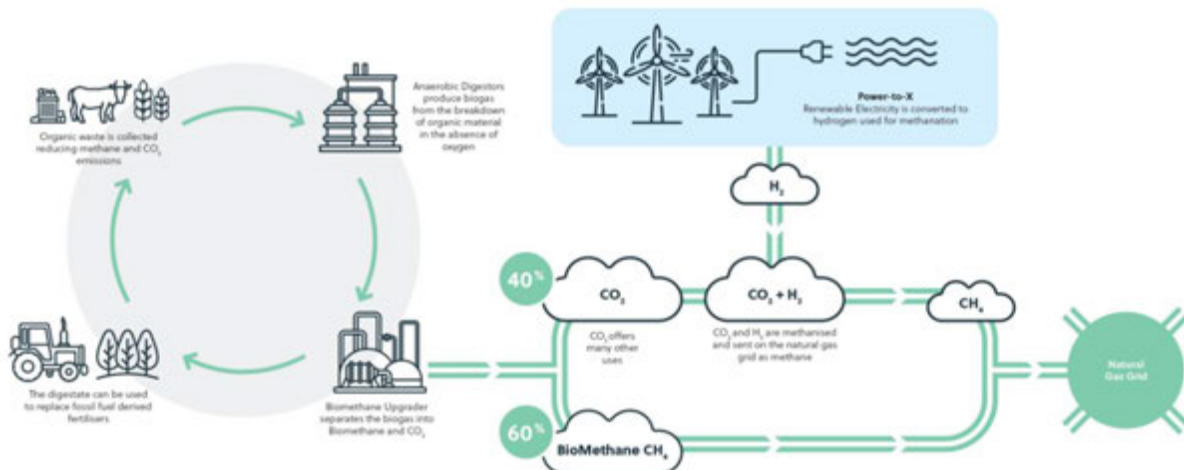 Organic waste is collected
reducing methane and CO₂
emissions
Anaerobic Digestors
produce biogas
from the breakdown
of organic material
in the absence of
oxygen
The digestate can be used
to replace fossil fuel derived
fertilisers
Biomethane Upgrader
separates the biogas into
Biomethane and CO₂
Power-to-X
Renewable Electricity is converted to
hydrogen used for methanation
H₂
40%
CO₂
CO₂ offers
many other
uses
CO₂ + H₂
CO₂ and H₂ are methanised
and sent on the natural gas
grid as methane
CH₄
60%
BioMethane CH₄
Natural
Gas Grid